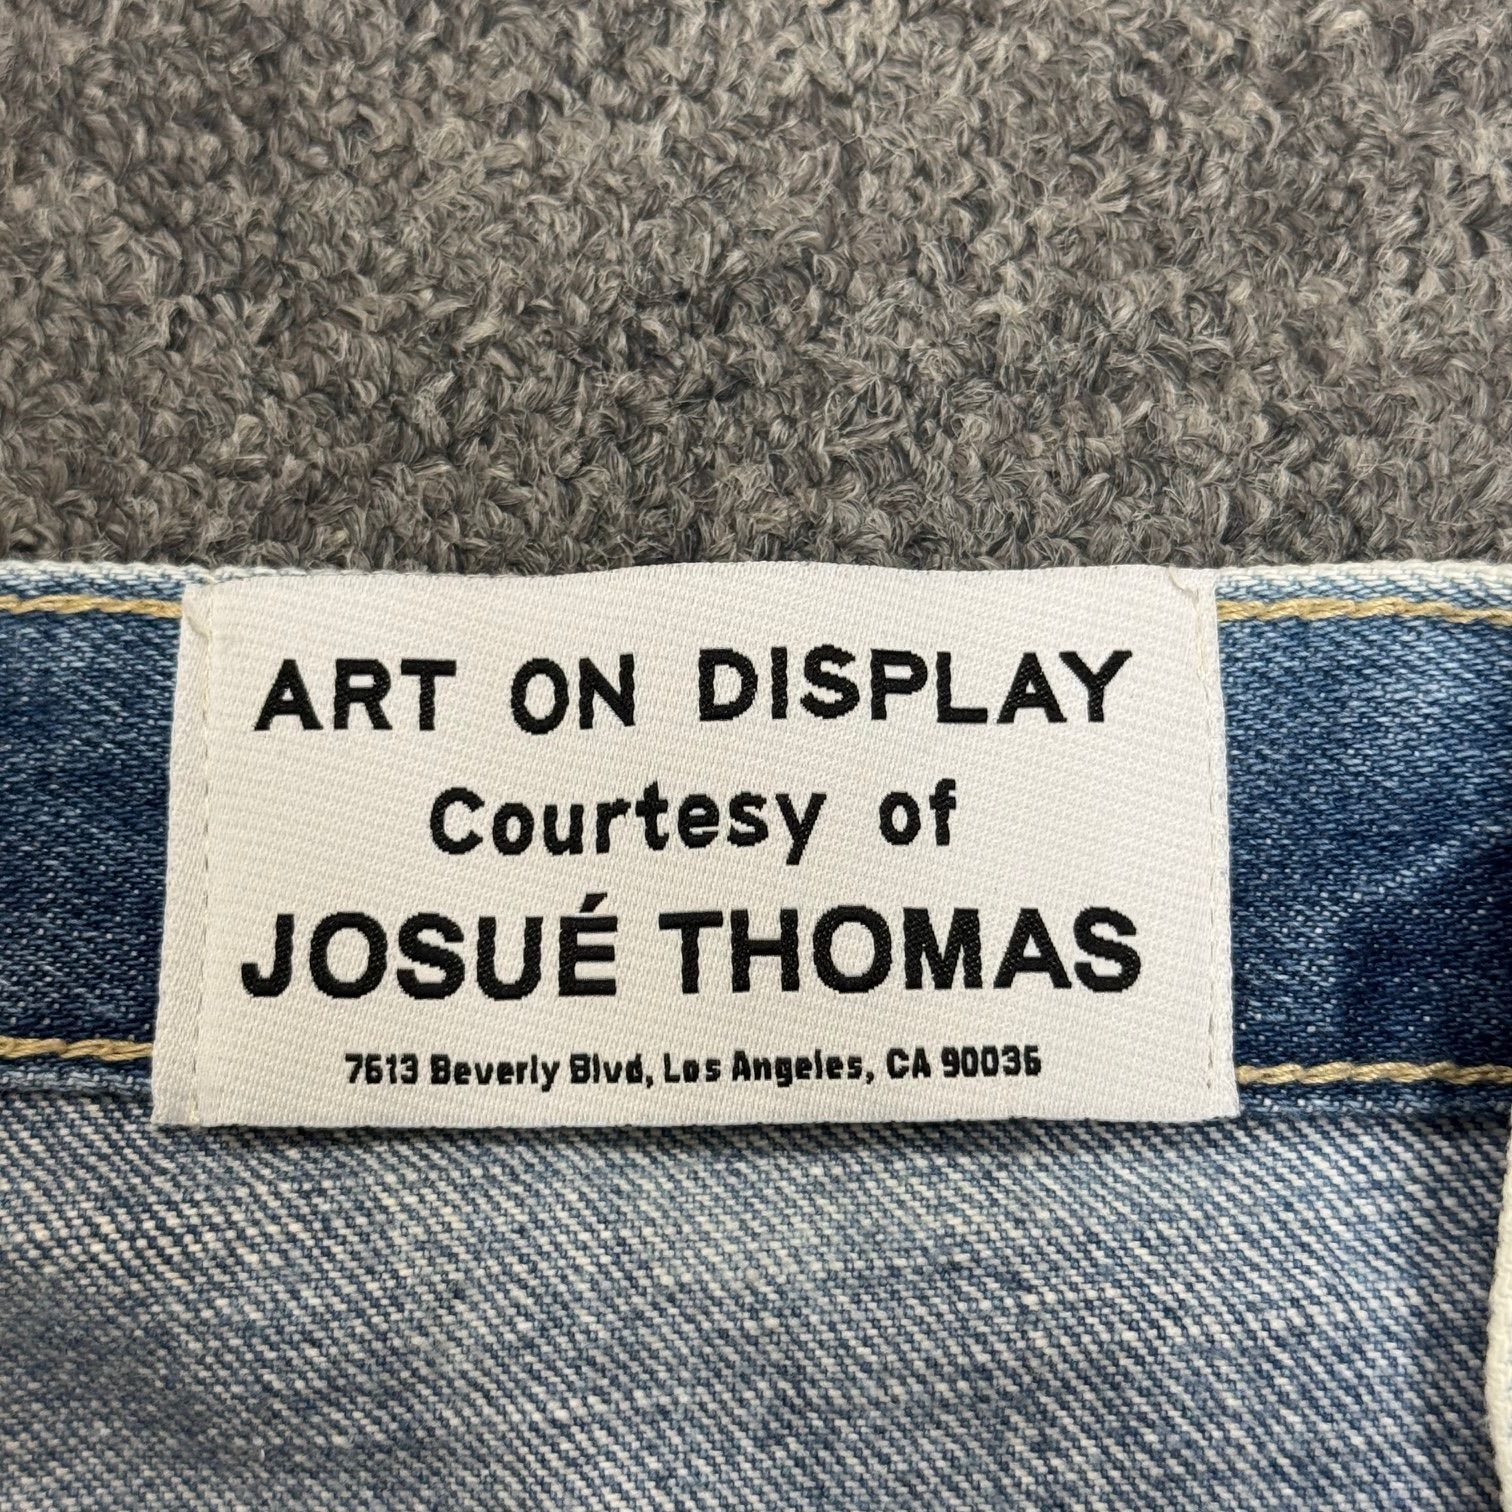 ART ON DISPLAY
Courtesy of
JOSUÉ THOMAS
7613 Beverly Blvd, Los Angeles, CA 90036